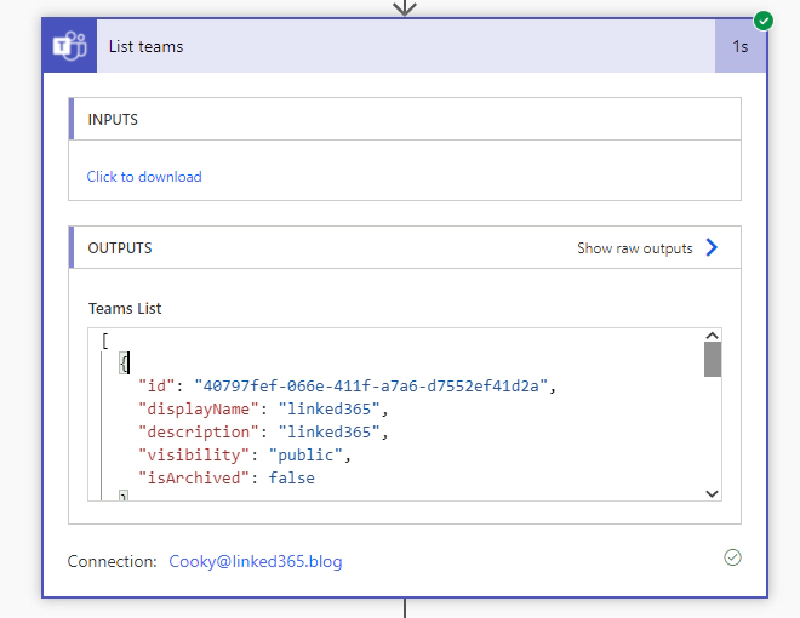 List teams
1s
INPUTS
Click to download
OUTPUTS
Show raw outputs
Teams List
[
{
"id": "40797fef-066e-411f-a7a6-d7552ef41d2a",
"displayName": "linked365",
"description": "linked365",
"visibility": "public",
"isArchived": false
}
Connection: Cooky@linked365.blog